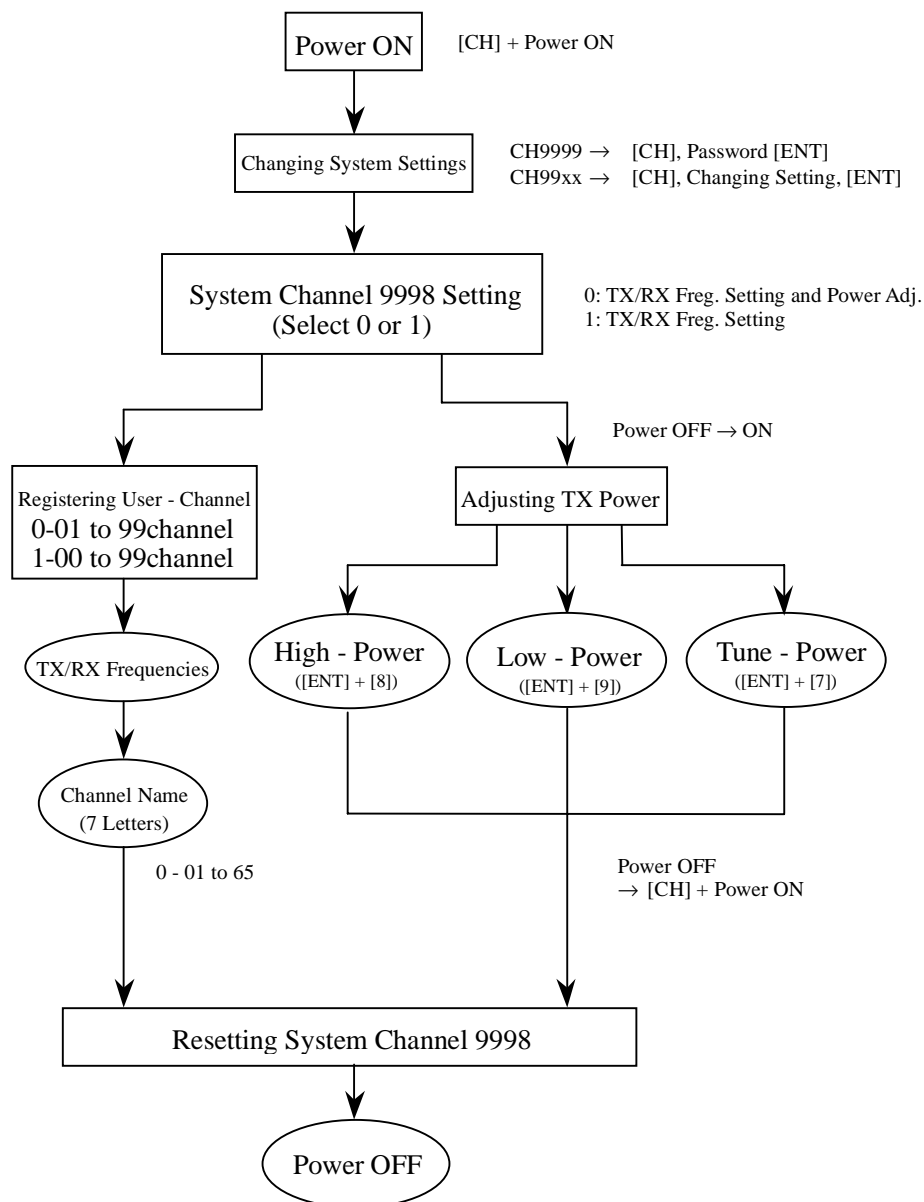 Power ON
[CH] + Power ON
Changing System Settings
CH9999 → [CH], Password [ENT]
CH99xx → [CH], Changing Setting, [ENT]
System Channel 9998 Setting
(Select 0 or 1)
0: TX/RX Freg. Setting and Power Adj.
1: TX/RX Freg. Setting
Power OFF → ON
Registering User - Channel
0-01 to 99channel
1-00 to 99channel
Adjusting TX Power
TX/RX Frequencies
High - Power
([ENT] + [8])
Low - Power
([ENT] + [9])
Tune - Power
([ENT] + [7])
Channel Name
(7 Letters)
0 - 01 to 65
Power OFF
→ [CH] + Power ON
Resetting System Channel 9998
Power OFF